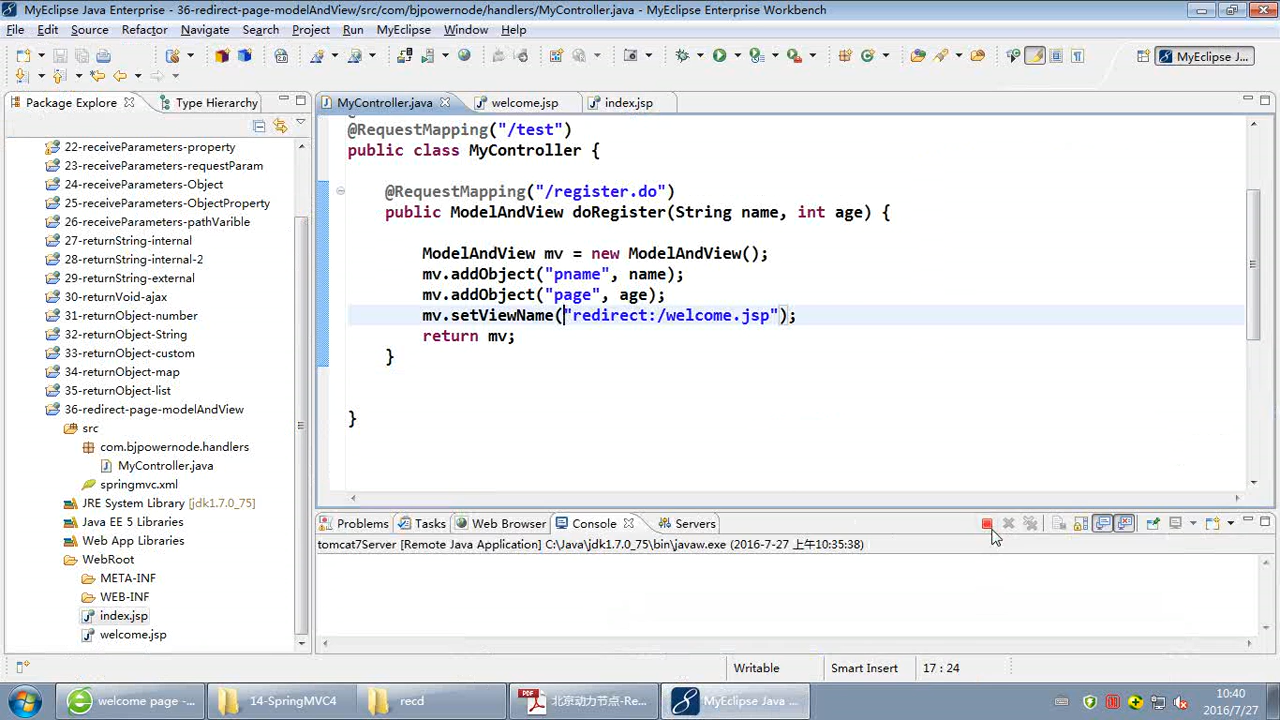 MyEclipse Java Enterprise - 36-redirect-page-modelAndView/src/com/bjpowernode/handlers/MyController.java - MyEclipse Enterprise Workbench
File Edit Source Refactor Navigate Search Project Run MyEclipse Window Help
MyEclipse J...
Package Explore Type Hierarchy
MyController.java welcome.jsp index.jsp
22-receiveParameters-property
23-receiveParameters-requestParam
24-receiveParameters-Object
25-receiveParameters-ObjectProperty
26-receiveParameters-pathVarible
27-returnString-internal
28-returnString-internal-2
29-returnString-external
30-returnVoid-ajax
31-returnObject-number
32-returnObject-String
33-returnObject-custom
34-returnObject-map
35-returnObject-list
36-redirect-page-modelAndView
src
com.bjpowernode.handlers
MyController.java
springmvc.xml
JRE System Library [jdk1.7.0_75]
Java EE 5 Libraries
Web App Libraries
WebRoot
META-INF
WEB-INF
index.jsp
welcome.jsp
@RequestMapping("/test")
public class MyController {
@RequestMapping("/register.do")
public ModelAndView doRegister(String name, int age) {
ModelAndView mv = new ModelAndView();
mv.addObject("pname", name);
mv.addObject("page", age);
mv.setViewName("redirect:/welcome.jsp");
return mv;
}
}
Problems Tasks Web Browser Console Servers
tomcat7Server [Remote Java Application] C:\Java\jdk1.7.0_75\bin\javaw.exe (2016-7-27 上午10:35:38)
Writable Smart Insert 17 : 24
welcome page -... 14-SpringMVC4 recd 北京动力节点-Re... MyEclipse Java ...
10:40
2016/7/27